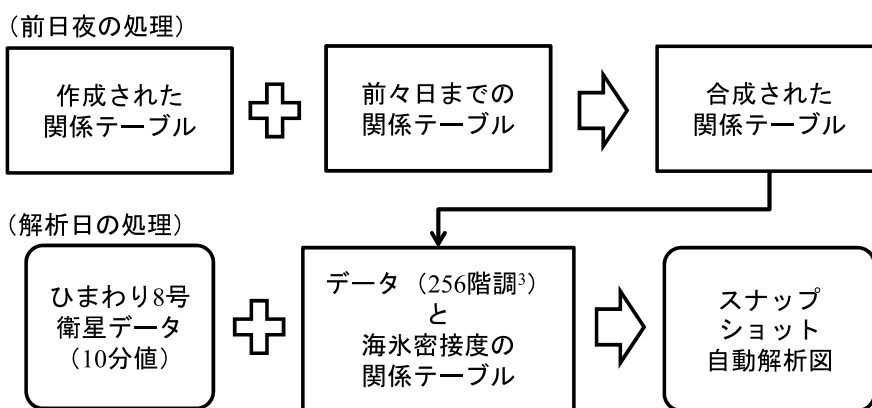 （前日夜の処理）
作成された
関係テーブル
前々日までの
関係テーブル
合成された
関係テーブル
（解析日の処理）
ひまわり8号
衛星データ
（10分値）
データ（256階調³）
と
海氷密接度の
関係テーブル
スナップ
ショット
自動解析図